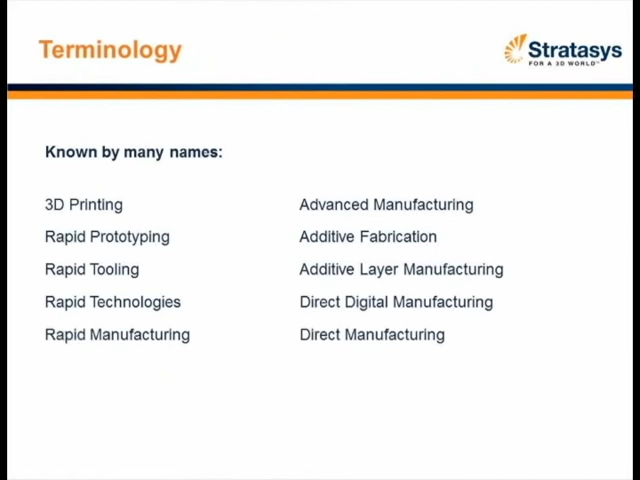 Terminology
Stratasys
FOR A 3D WORLD™
Known by many names:
3D Printing
Rapid Prototyping
Rapid Tooling
Rapid Technologies
Rapid Manufacturing
Advanced Manufacturing
Additive Fabrication
Additive Layer Manufacturing
Direct Digital Manufacturing
Direct Manufacturing